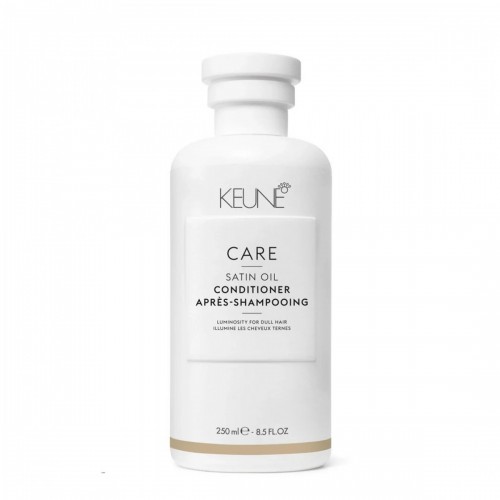 KEUNE
CARE
SATIN OIL
CONDITIONER
APRÈS-SHAMPOOING
LUMINOSITY FOR DULL HAIR
ILLUMINE LES CHEVEUX TERNES
250 ml ℮ - 8.5 FL.OZ